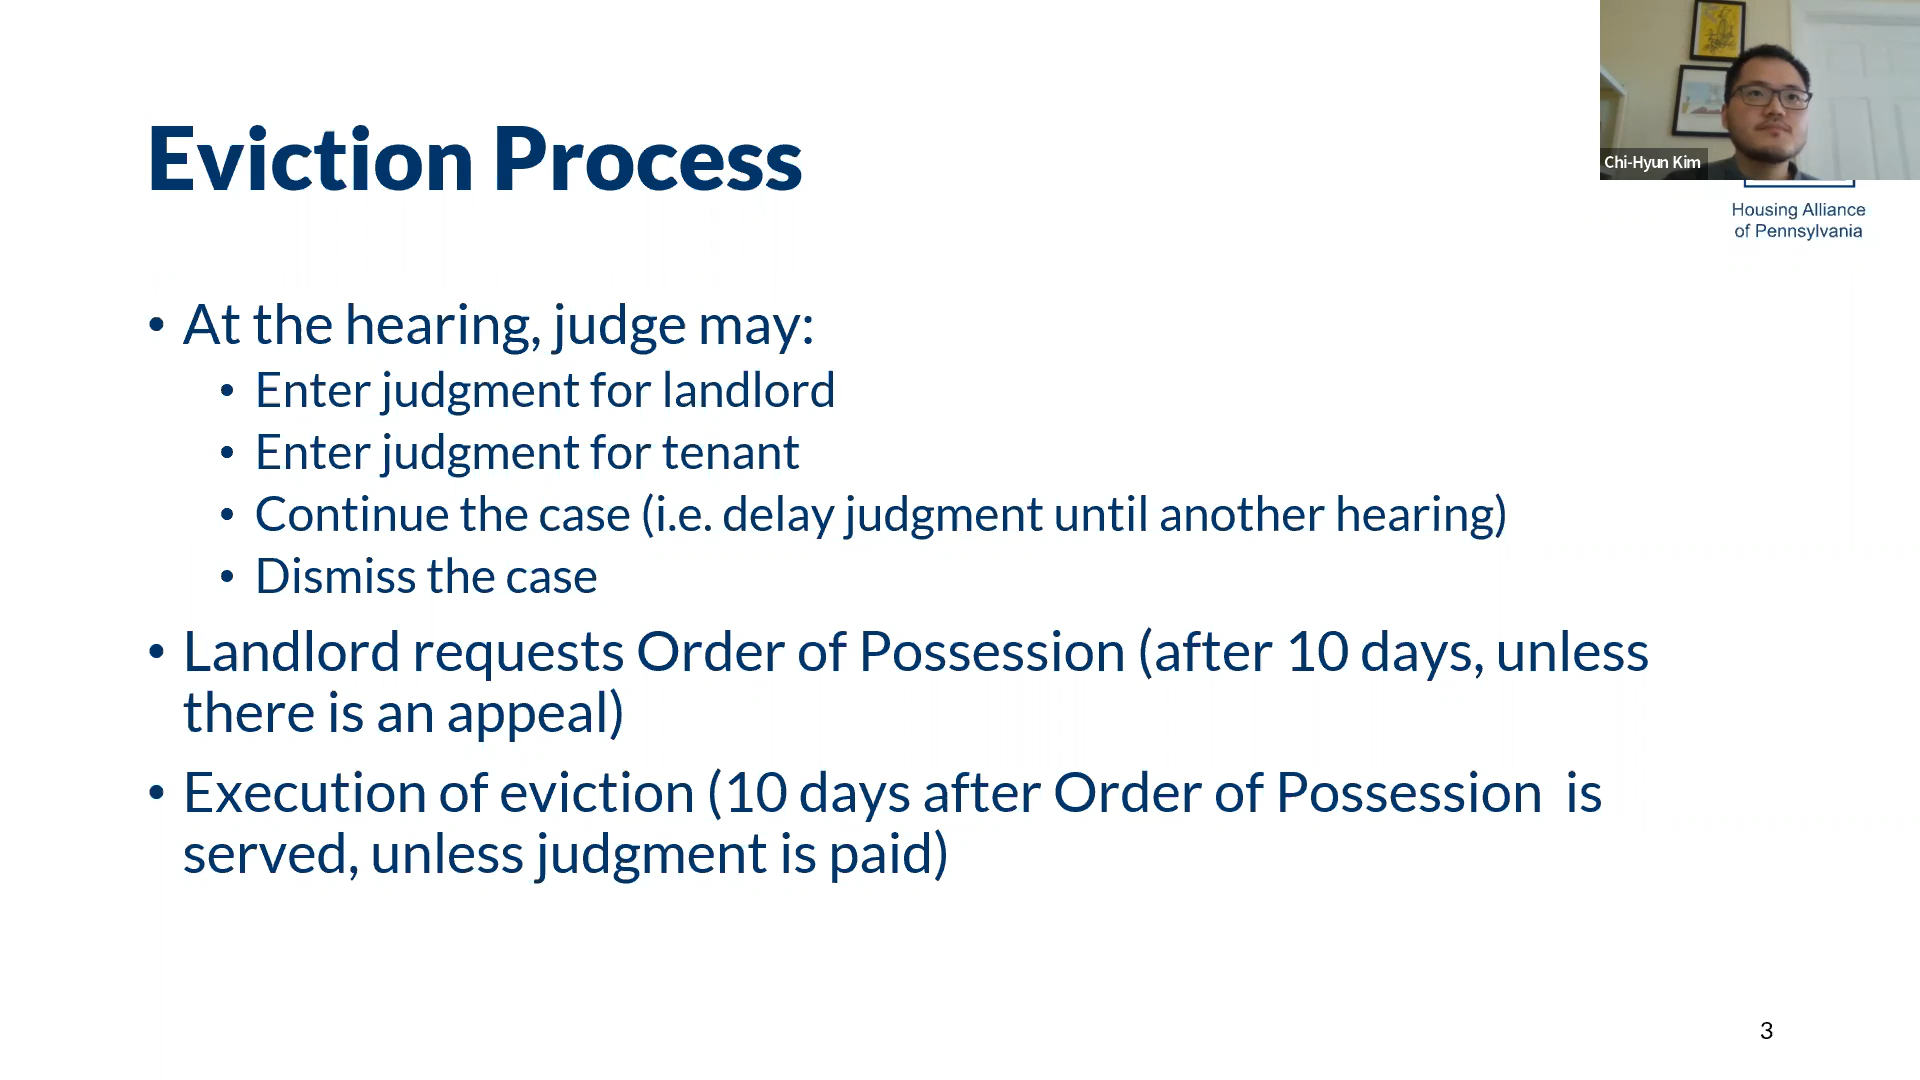 Eviction Process
Chi-Hyun Kim
Housing Alliance
of Pennsylvania
• At the hearing, judge may:
• Enter judgment for landlord
• Enter judgment for tenant
• Continue the case (i.e. delay judgment until another hearing)
• Dismiss the case
• Landlord requests Order of Possession (after 10 days, unless
there is an appeal)
• Execution of eviction (10 days after Order of Possession  is
served, unless judgment is paid)
3